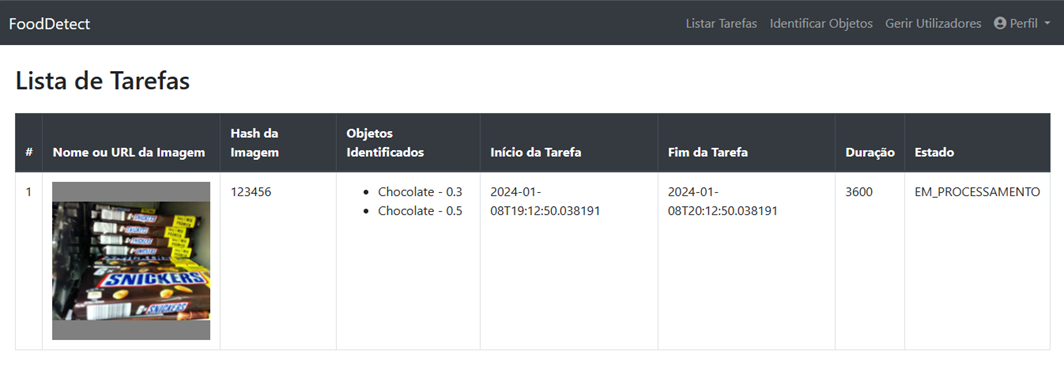 FoodDetect
Listar Tarefas Identificar Objetos Gerir Utilizadores Perfil
Lista de Tarefas
# Nome ou URL da Imagem Hash da Imagem Objetos Identificados Início da Tarefa Fim da Tarefa Duração Estado
1
SNICKERS
SNICKERS
123456
Chocolate - 0.3
Chocolate - 0.5
2024-01-
08T19:12:50.038191
2024-01-
08T20:12:50.038191
3600
EM_PROCESSAMENTO